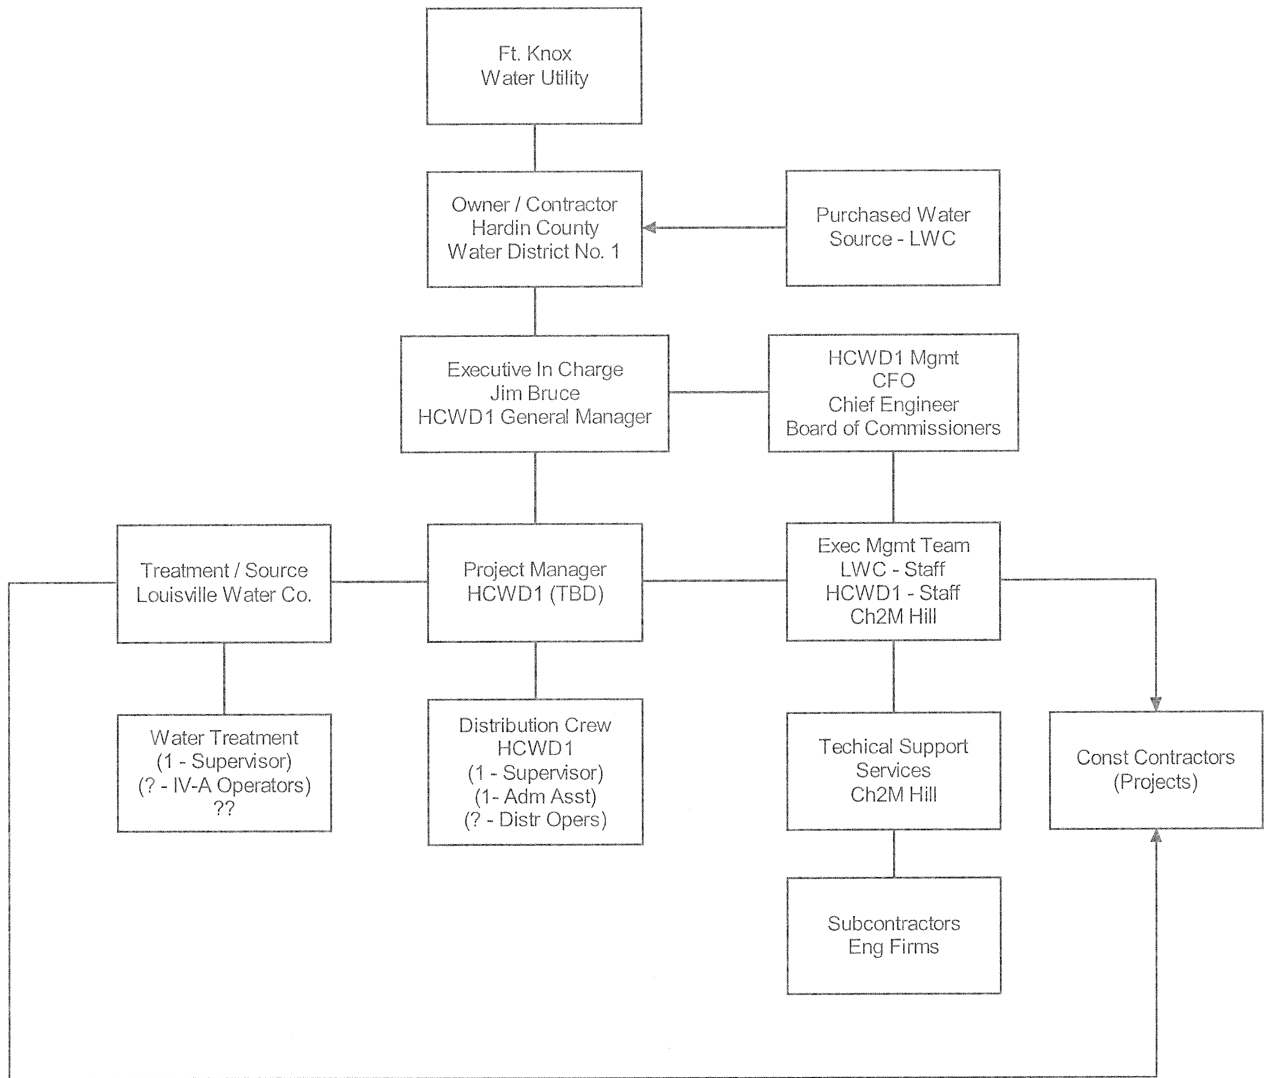 Ft. Knox
Water Utility
Owner / Contractor
Hardin County
Water District No. 1
Purchased Water
Source - LWC
Executive In Charge
Jim Bruce
HCWD1 General Manager
HCWD1 Mgmt
CFO
Chief Engineer
Board of Commissioners
Treatment / Source
Louisville Water Co.
Project Manager
HCWD1 (TBD)
Exec Mgmt Team
LWC - Staff
HCWD1 - Staff
Ch2M Hill
Water Treatment
(1 - Supervisor)
(? - IV-A Operators)
??
Distribution Crew
HCWD1
(1 - Supervisor)
(1- Adm Asst)
(? - Distr Opers)
Techical Support
Services
Ch2M Hill
Const Contractors
(Projects)
Subcontractors
Eng Firms